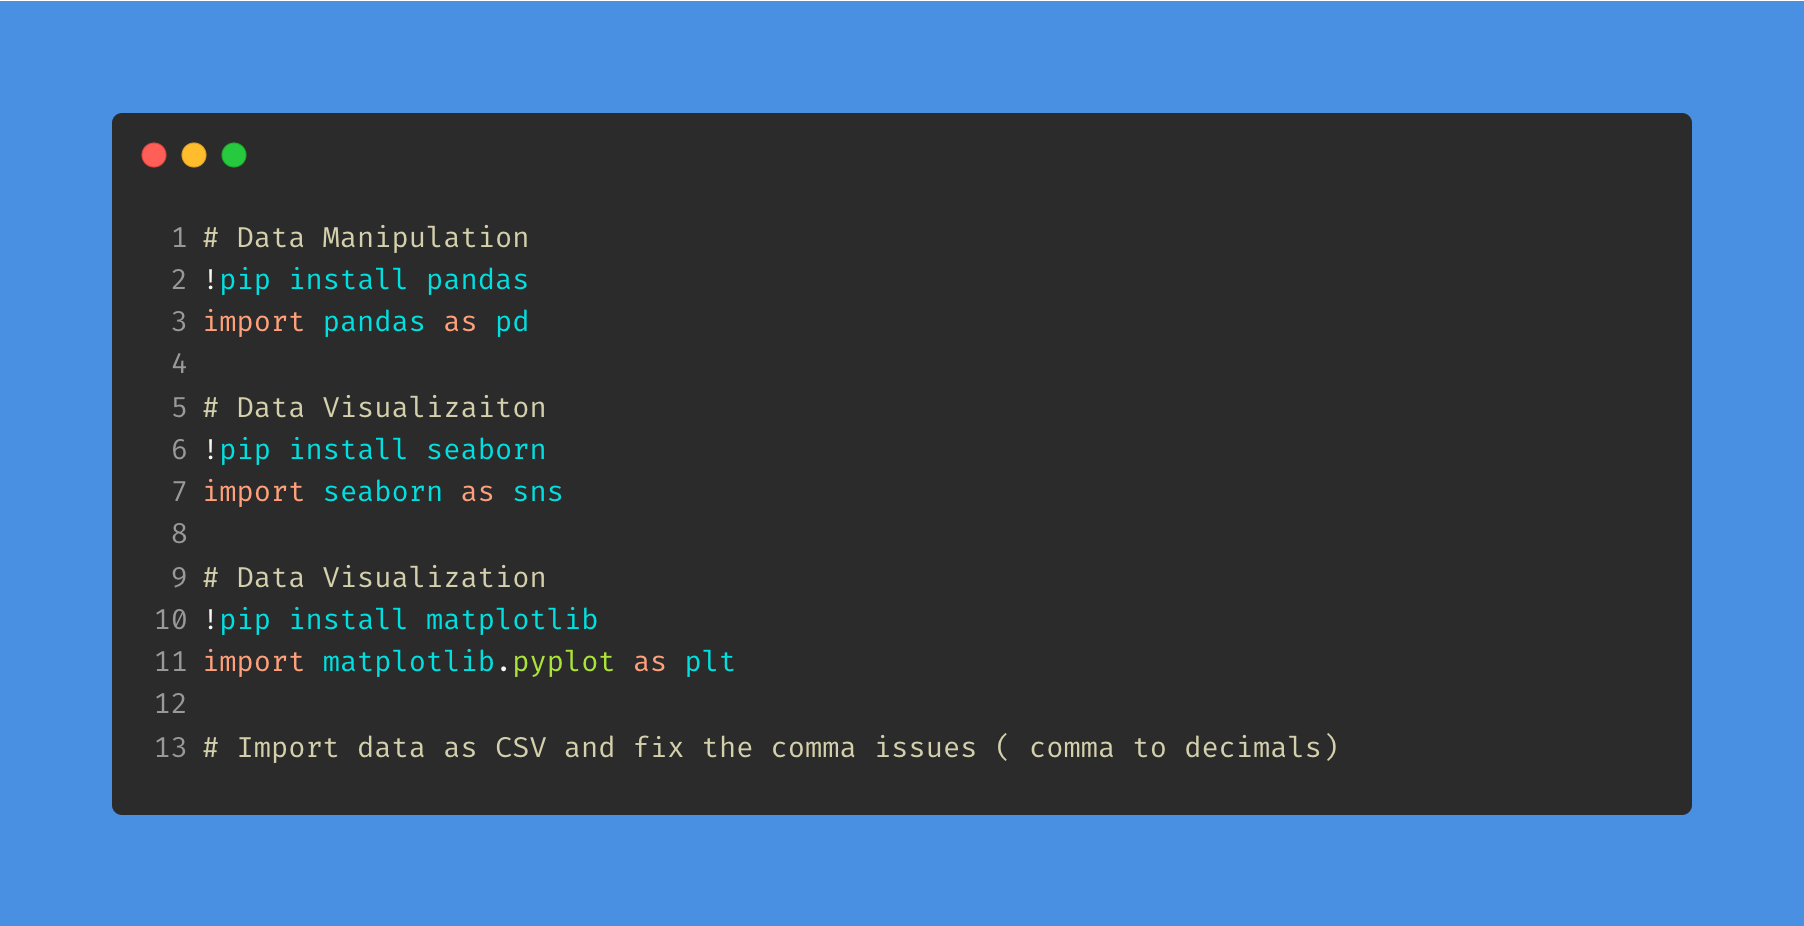 1 # Data Manipulation
2 !pip install pandas
3 import pandas as pd
4
5 # Data Visualizaiton
6 !pip install seaborn
7 import seaborn as sns
8
9 # Data Visualization
10 !pip install matplotlib
11 import matplotlib.pyplot as plt
12
13 # Import data as CSV and fix the comma issues ( comma to decimals)